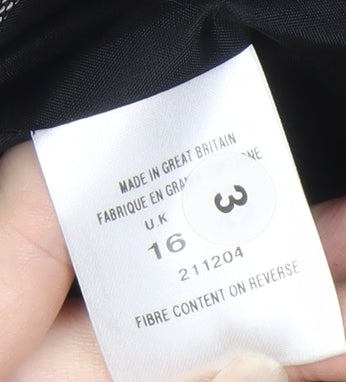 MADE IN GREAT BRITAIN
FABRIQUE EN
U.K
16
3
211204
FIBRE CONTENT ON REVERSE